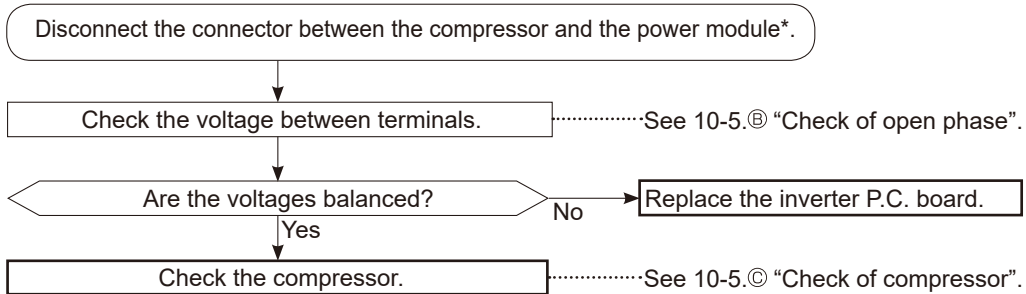 Disconnect the connector between the compressor and the power module*.
Check the voltage between terminals.
See 10-5.Ⓑ “Check of open phase”.
Are the voltages balanced?
No
Replace the inverter P.C. board.
Yes
Check the compressor.
See 10-5.Ⓒ “Check of compressor”.